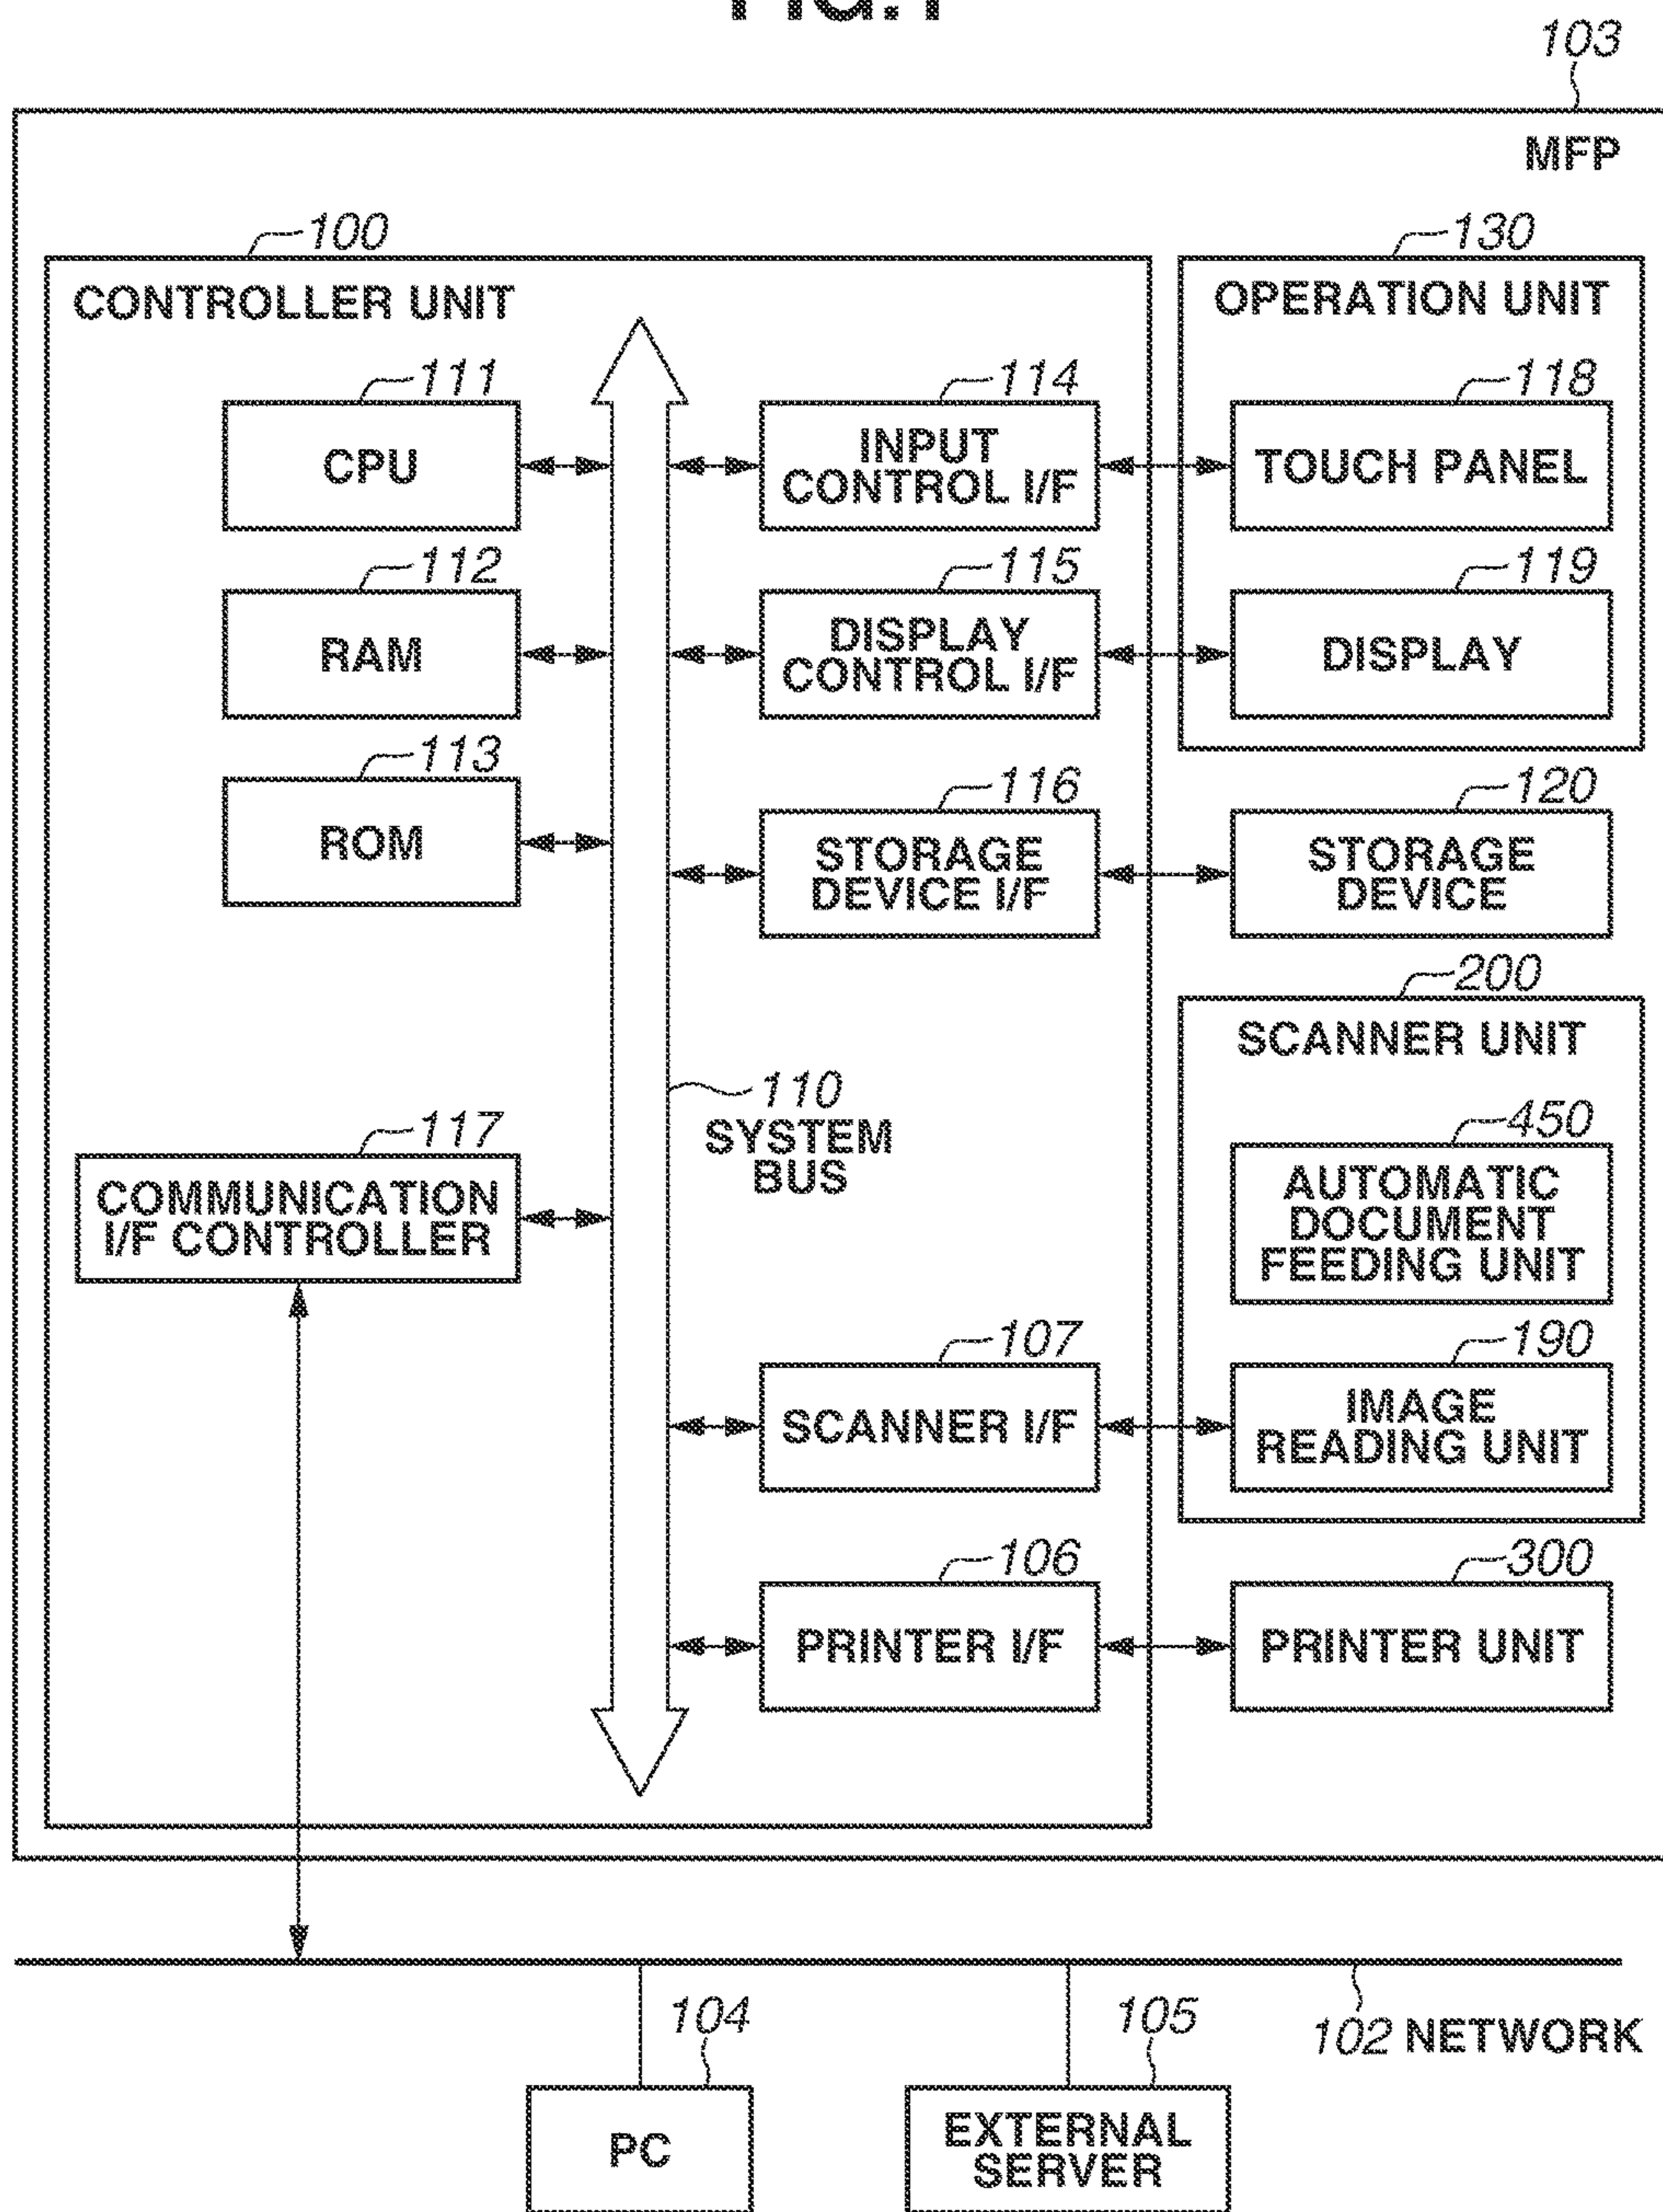 FIG.1
103
MFP
100
CONTROLLER UNIT
130
OPERATION UNIT
111
CPU
114
INPUT
CONTROL I/F
118
TOUCH PANEL
112
RAM
115
DISPLAY
CONTROL I/F
119
DISPLAY
113
ROM
116
STORAGE
DEVICE I/F
120
STORAGE
DEVICE
200
SCANNER UNIT
110
SYSTEM
BUS
450
AUTOMATIC
DOCUMENT
FEEDING UNIT
117
COMMUNICATION
I/F CONTROLLER
107
SCANNER I/F
190
IMAGE
READING UNIT
106
PRINTER I/F
300
PRINTER UNIT
102 NETWORK
104
PC
105
EXTERNAL
SERVER